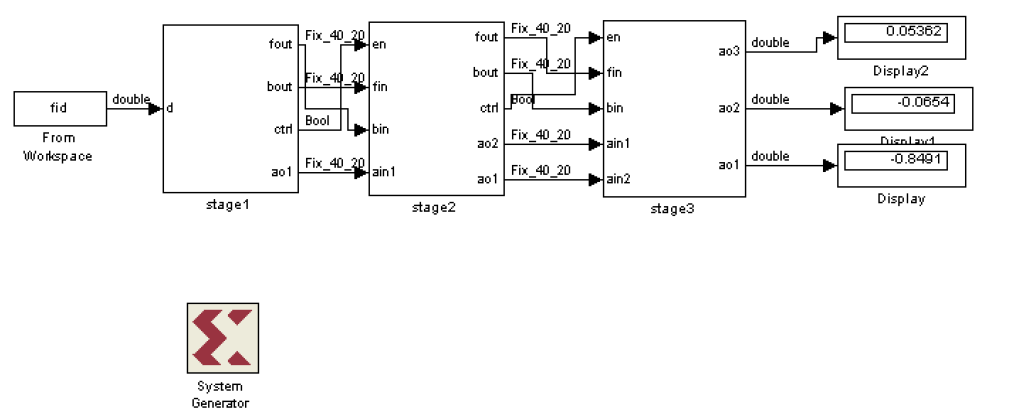 fid
From
Workspace
double
d
fout
bout
ctrl
ao1
stage1
Fix_40_20
Fix_40_20
Bool
Fix_40_20
en
fin
bin
ain1
fout
bout
ctrl
ao2
ao1
stage2
Fix_40_20
Fix_40_20
Bool
Fix_40_20
Fix_40_20
en
fin
bin
ain1
ain2
ao3
ao2
ao1
stage3
double
double
double
0.05362
Display2
-0.0654
Display1
-0.8491
Display
System
Generator